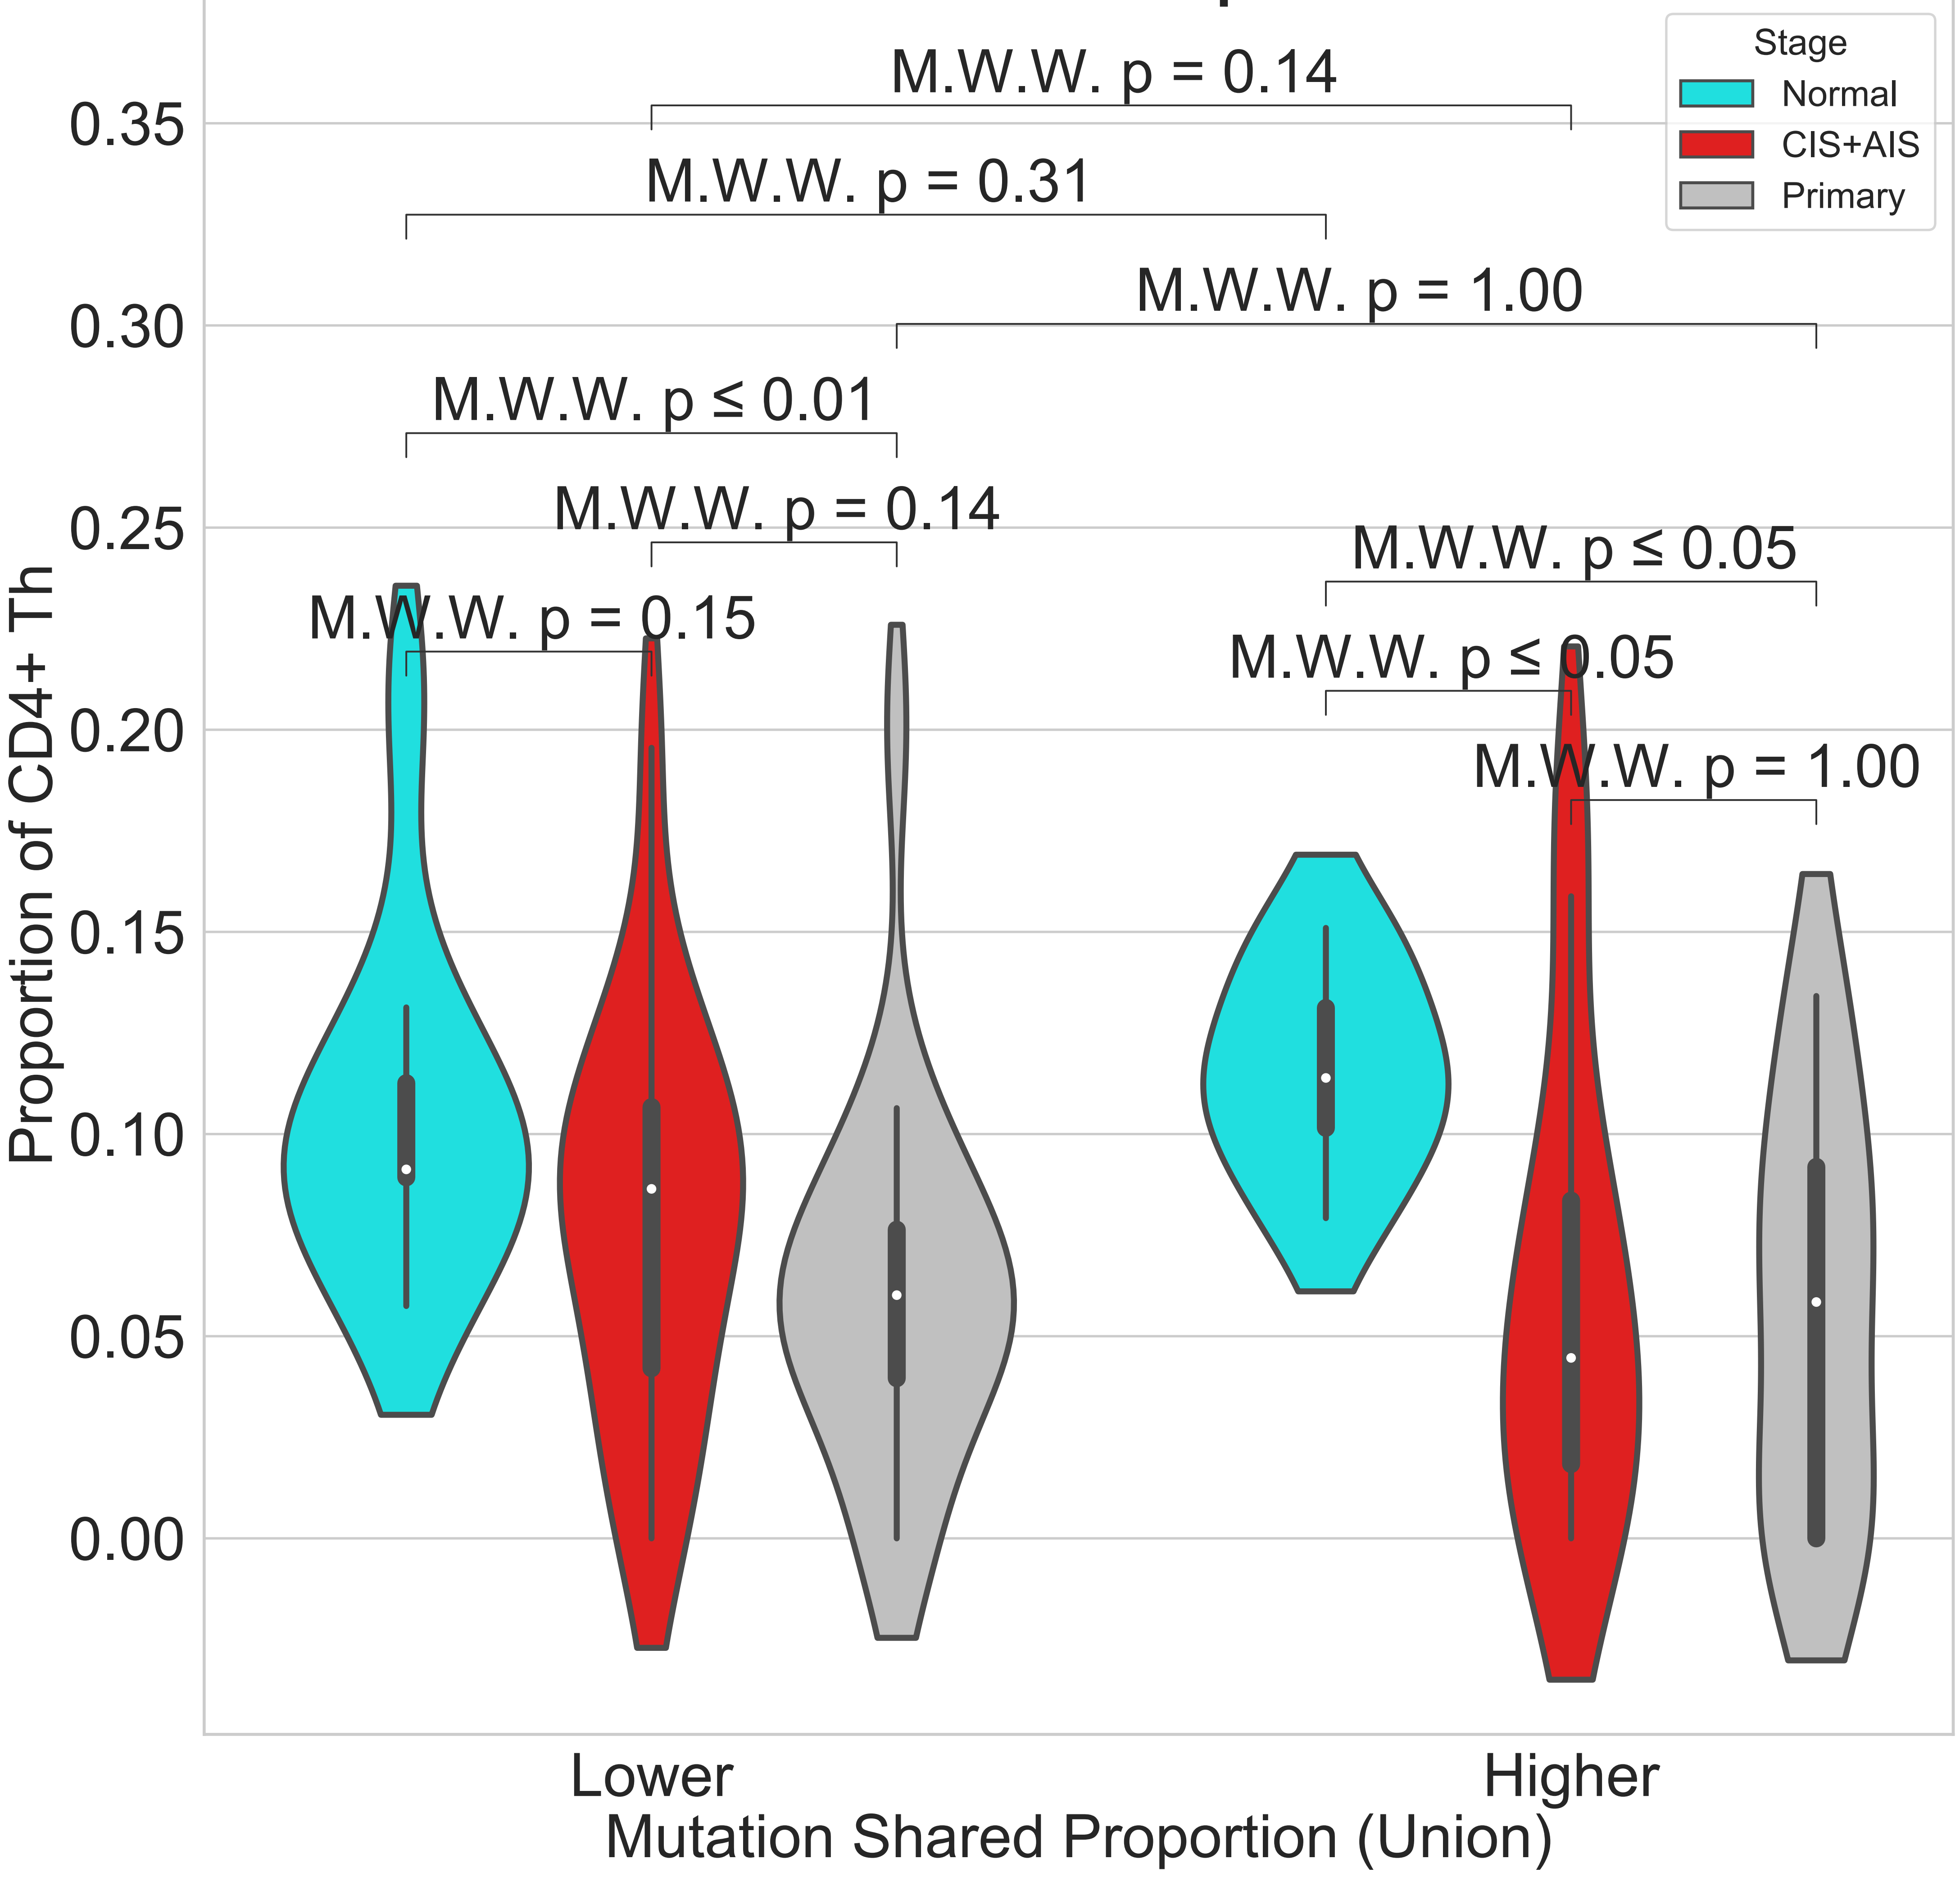 Stage
Normal
CIS+AIS
Primary
M.W.W. p = 0.14
M.W.W. p = 0.31
M.W.W. p = 1.00
M.W.W. p ≤ 0.01
M.W.W. p = 0.14
M.W.W. p ≤ 0.05
M.W.W. p = 0.15
M.W.W. p ≤ 0.05
M.W.W. p = 1.00
0.35
0.30
0.25
0.20
0.15
0.10
0.05
0.00
Proportion of CD4+ Th
Lower
Higher
Mutation Shared Proportion (Union)